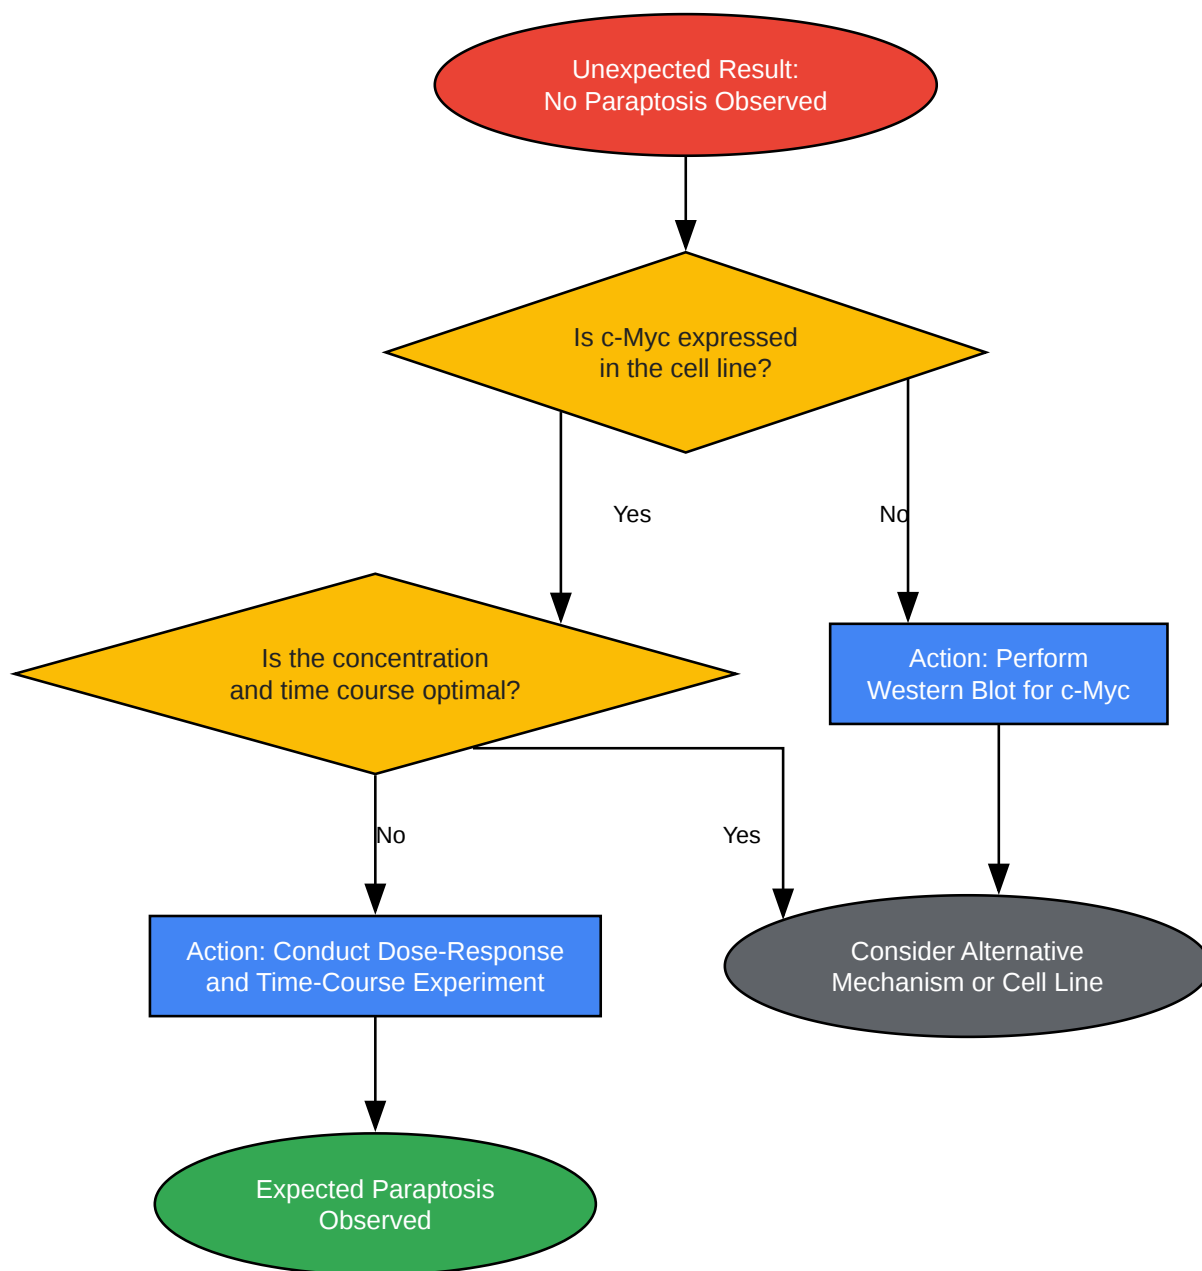 Unexpected Result:
No Paraptosis Observed
Is c-Myc expressed
in the cell line?
Yes
No
Is the concentration
and time course optimal?
Action: Perform
Western Blot for c-Myc
No
Yes
Action: Conduct Dose-Response
and Time-Course Experiment
Consider Alternative
Mechanism or Cell Line
Expected Paraptosis
Observed